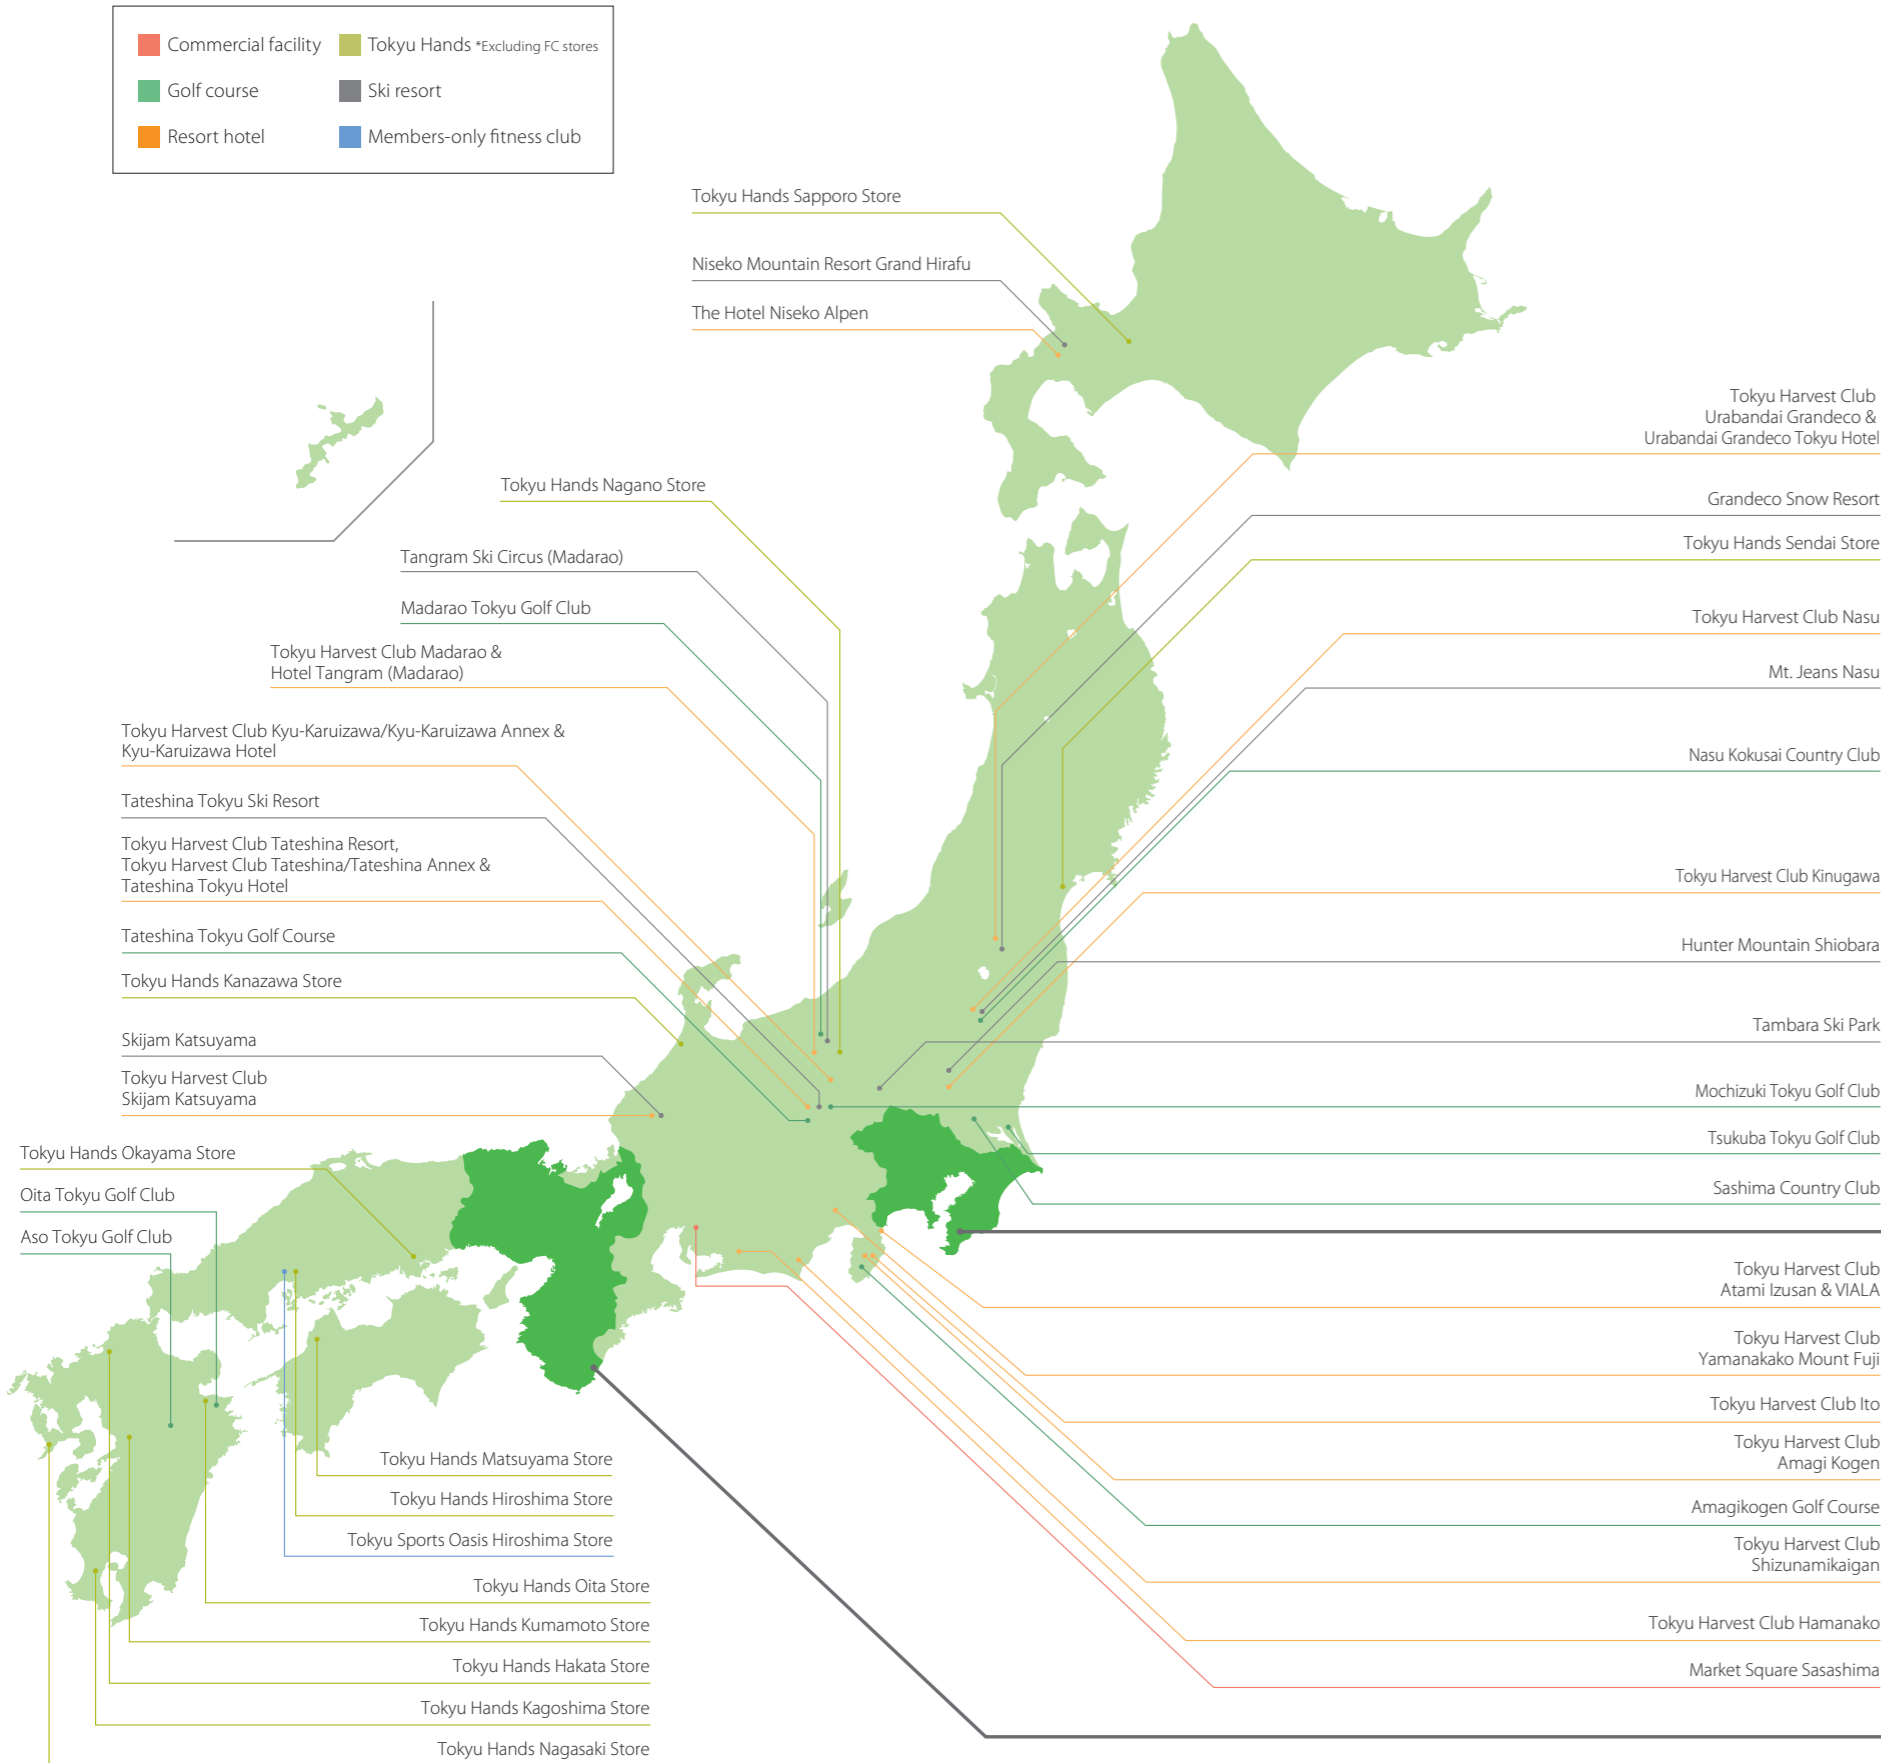 Commercial facility
Tokyu Hands *Excluding FC stores
Golf course
Ski resort
Resort hotel
Members-only fitness club
Tokyu Hands Sapporo Store
Niseko Mountain Resort Grand Hirafu
The Hotel Niseko Alpen
Tokyu Hands Nagano Store
Tangram Ski Circus (Madarao)
Madarao Tokyu Golf Club
Tokyu Harvest Club Madarao &
Hotel Tangram (Madarao)
Tokyu Harvest Club Kyu-Karuizawa/Kyu-Karuizawa Annex &
Kyu-Karuizawa Hotel
Tateshina Tokyu Ski Resort
Tokyu Harvest Club Tateshina Resort,
Tokyu Harvest Club Tateshina/Tateshina Annex &
Tateshina Tokyu Hotel
Tateshina Tokyu Golf Course
Tokyu Hands Kanazawa Store
Skijam Katsuyama
Tokyu Harvest Club
Skijam Katsuyama
Tokyu Hands Okayama Store
Oita Tokyu Golf Club
Aso Tokyu Golf Club
Tokyu Hands Matsuyama Store
Tokyu Hands Hiroshima Store
Tokyu Sports Oasis Hiroshima Store
Tokyu Hands Oita Store
Tokyu Hands Kumamoto Store
Tokyu Hands Hakata Store
Tokyu Hands Kagoshima Store
Tokyu Hands Nagasaki Store
Tokyu Harvest Club
Urabandai Grandeco &
Urabandai Grandeco Tokyu Hotel
Grandeco Snow Resort
Tokyu Hands Sendai Store
Tokyu Harvest Club Nasu
Mt. Jeans Nasu
Nasu Kokusai Country Club
Tokyu Harvest Club Kinugawa
Hunter Mountain Shiobara
Tambara Ski Park
Mochizuki Tokyu Golf Club
Tsukuba Tokyu Golf Club
Sashima Country Club
Tokyu Harvest Club
Atami Izusan & VIALA
Tokyu Harvest Club
Yamanakako Mount Fuji
Tokyu Harvest Club Ito
Tokyu Harvest Club
Amagi Kogen
Amagikogen Golf Course
Tokyu Harvest Club
Shizunamikaigan
Tokyu Harvest Club Hamanako
Market Square Sasashima